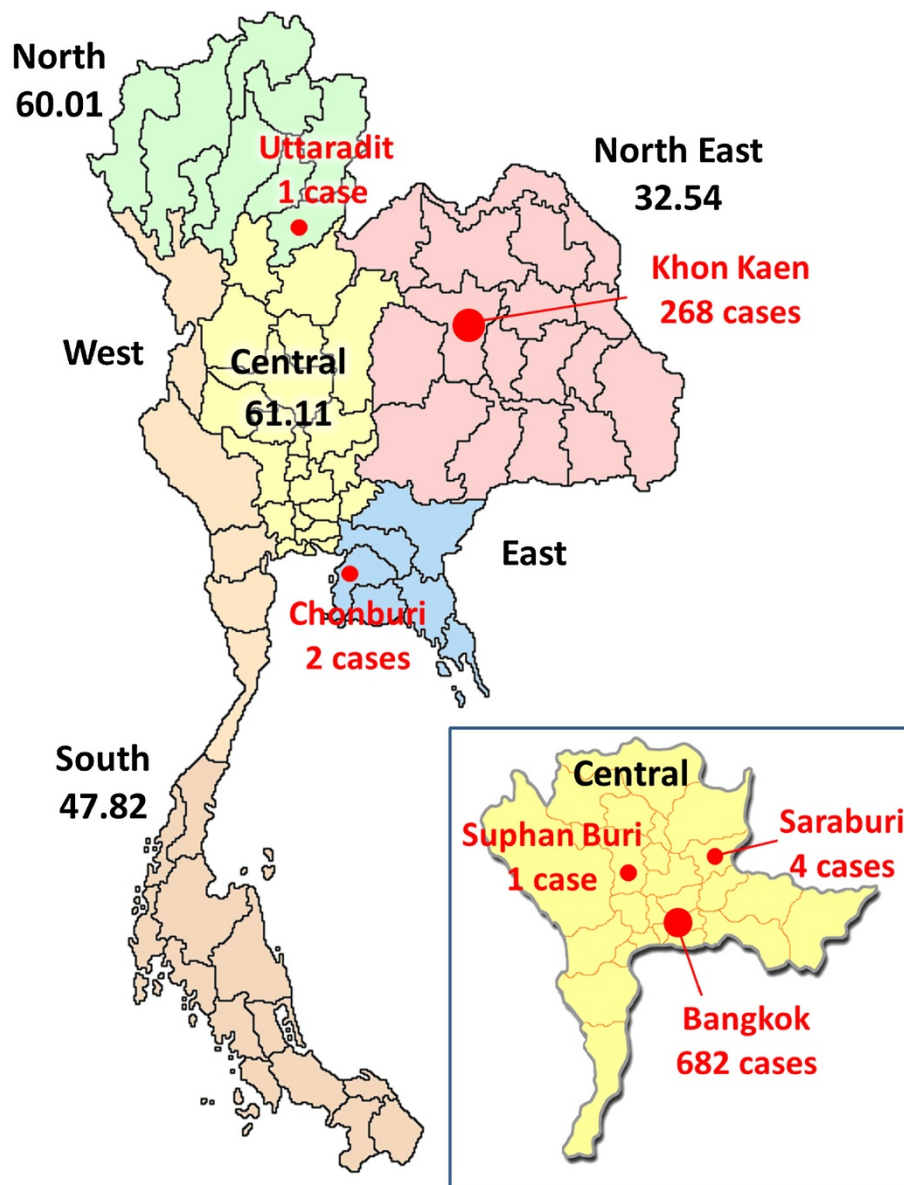 North
60.01
Uttaradit
1 case
North East
32.54
Khon Kaen
268 cases
West
Central
61.11
East
Chonburi
2 cases
South
47.82
Central
Suphan Buri
1 case
Saraburi
4 cases
Bangkok
682 cases